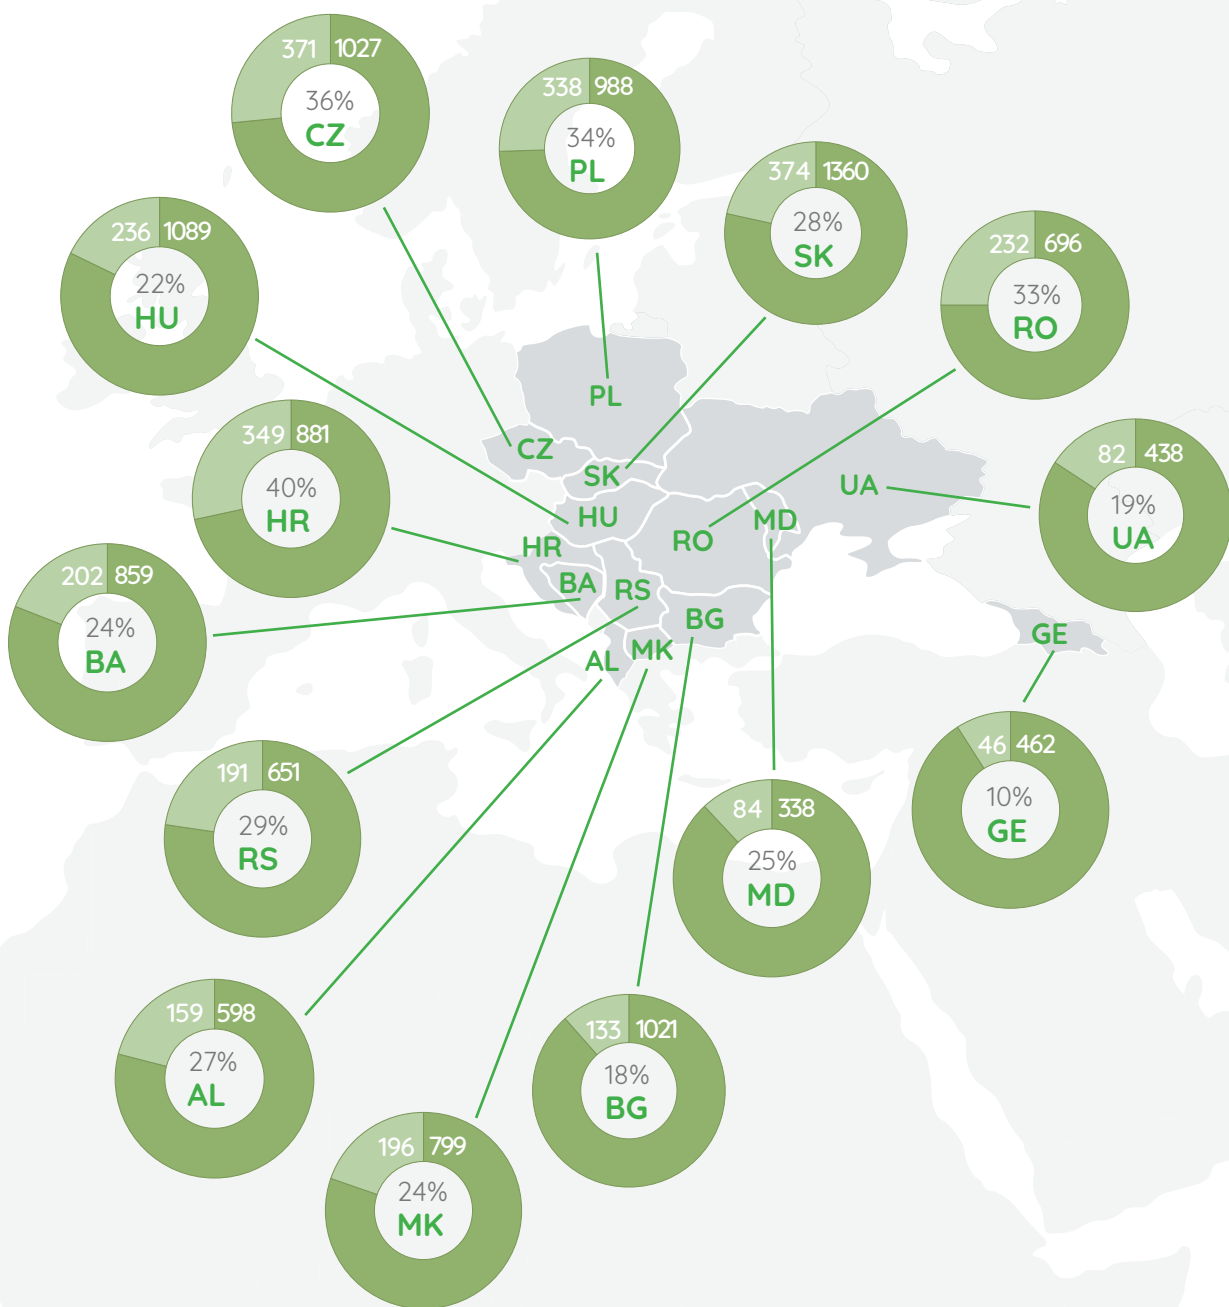 371 1027
36%
CZ
338 988
34%
PL
374 1360
28%
SK
236 1089
22%
HU
232 696
33%
RO
349 881
40%
HR
82 438
19%
UA
202 859
24%
BA
PL
CZ
SK
UA
HU
MD
RO
HR
BA
RS
BG
GE
MK
AL
191 651
29%
RS
46 462
10%
GE
84 338
25%
MD
159 598
27%
AL
133 1021
18%
BG
196 799
24%
MK